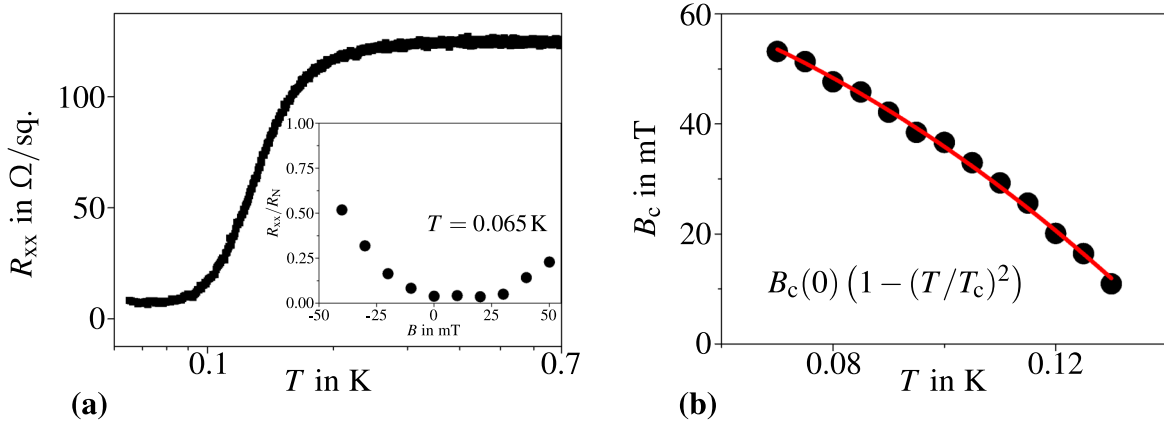 R_xx in Ω/sq.
100
50
0
0.1
0.7
T in K
(a)
R_xx/R_N
1.00
0.75
0.50
0.25
0.00
-50
-25
0
25
50
B in mT
T = 0.065 K
B_c in mT
60
40
20
0
0.08
0.12
T in K
B_c(0) (1 − (T/T_c)^2)
(b)